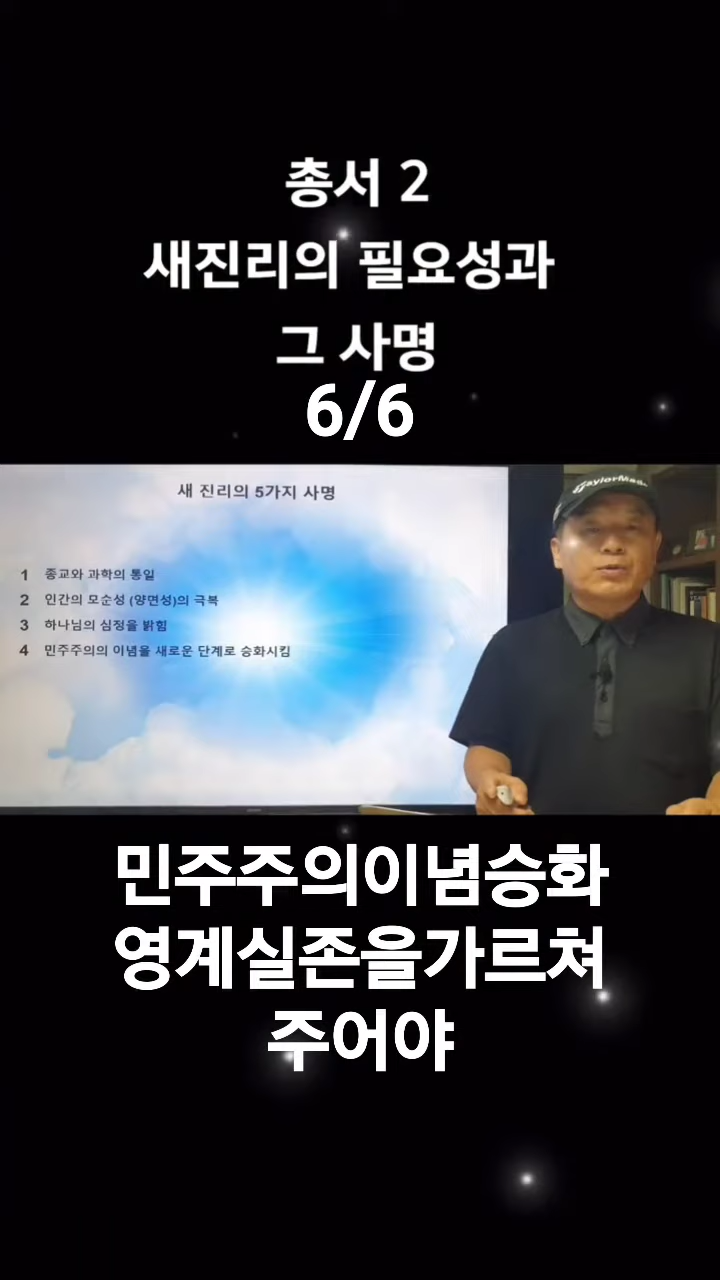 총서 2
새진리의 필요성과
그 사명
6/6
새 진리의 5가지 사명
1 종교와 과학의 통일
2 인간의 모순성 (양면성)의 극복
3 하나님의 심정을 밝힘
4 민주주의의 이념을 새로운 단계로 승화시킴
TaylorMade
민주주의이념승화
영계실존을가르쳐
주어야